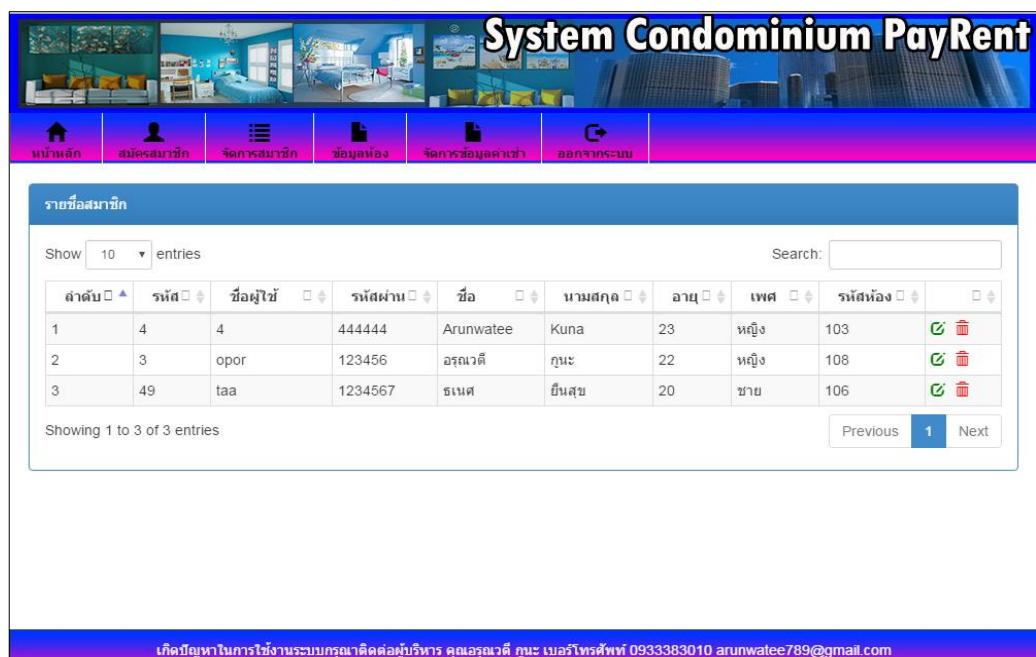 System Condominium PayRent
หน้าหลัก สมัครสมาชิก จัดการสมาชิก ข้อมูลห้อง จัดการข้อมูลค่าเช่า ออกจากระบบ
รายชื่อสมาชิก
Show 10 entries Search:
ลำดับ รหัส ชื่อผู้ใช้ รหัสผ่าน ชื่อ นามสกุล อายุ เพศ รหัสห้อง
1 4 4 444444 Arunwatee Kuna 23 หญิง 103
2 3 opor 123456 อรุณวตี กุนะ 22 หญิง 108
3 49 taa 1234567 ธเนศ ยืนสุข 20 ชาย 106
Showing 1 to 3 of 3 entries Previous 1 Next
เกิดปัญหาในการใช้งานระบบกรุณาติดต่อผู้บริหาร คุณอรุณวตี กุนะ เบอร์โทรศัพท์ 0933383010 arunwatee789@gmail.com